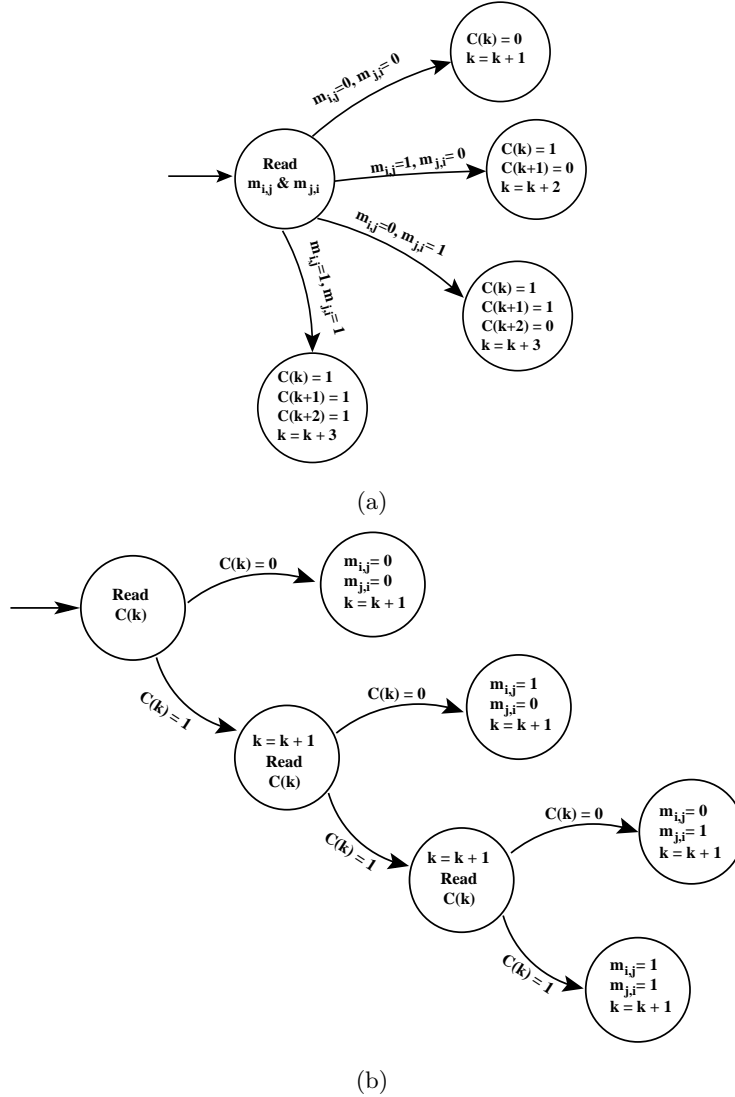 C(k) = 0
k = k + 1
m_{i,j}=0, m_{j,i}= 0
Read
m_{i,j} & m_{j,i}
m_{i,j}=1, m_{j,i}= 0
C(k) = 1
C(k+1) = 0
k = k + 2
m_{i,j}=0, m_{j,i}= 1
C(k) = 1
C(k+1) = 1
C(k+2) = 0
k = k + 3
m_{i,j}=1, m_{j,i}= 1
C(k) = 1
C(k+1) = 1
C(k+2) = 1
k = k + 3
(a)
Read
C(k)
C(k) = 0
m_{i,j}= 0
m_{j,i}= 0
k = k + 1
C(k) = 1
k = k + 1
Read
C(k)
C(k) = 0
m_{i,j}= 1
m_{j,i}= 0
k = k + 1
C(k) = 1
k = k + 1
Read
C(k)
C(k) = 0
m_{i,j}= 0
m_{j,i}= 1
k = k + 1
C(k) = 1
m_{i,j}= 1
m_{j,i}= 1
k = k + 1
(b)